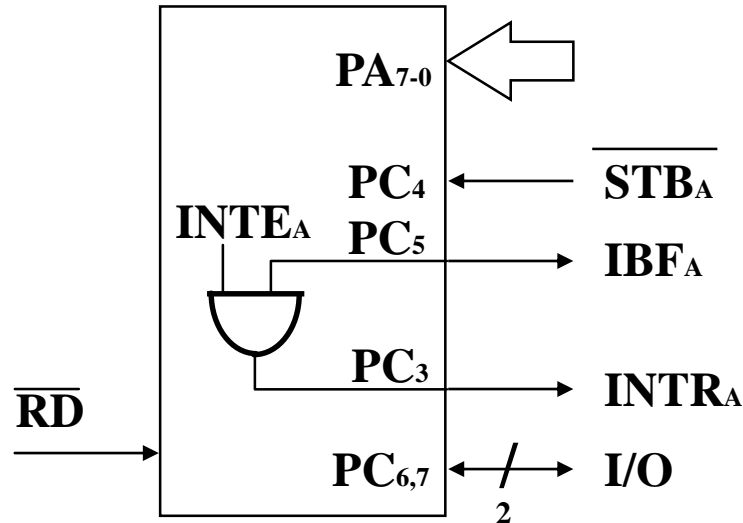 PA7-0
PC4 STBA
INTEA
PC5 IBFA
PC3 INTRA
RD
PC6,7 I/O
2